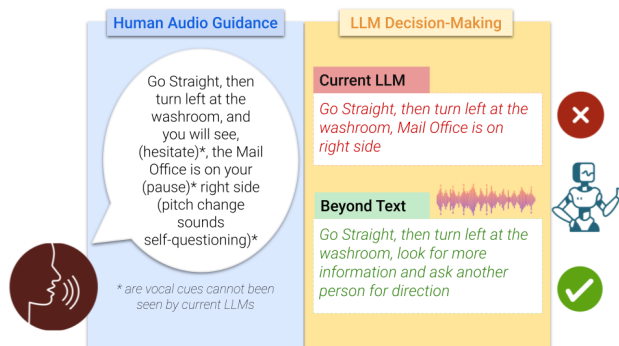 Human Audio Guidance
Go Straight, then
turn left at the
washroom, and
you will see,
(hesitate)*, the Mail
Office is on your
(pause)* right side
(pitch change
sounds
self-questioning)*
* are vocal cues cannot been
seen by current LLMs
LLM Decision-Making
Current LLM
Go Straight, then turn left at the
washroom, Mail Office is on
right side
Beyond Text
Go Straight, then turn left at the
washroom, look for more
information and ask another
person for direction